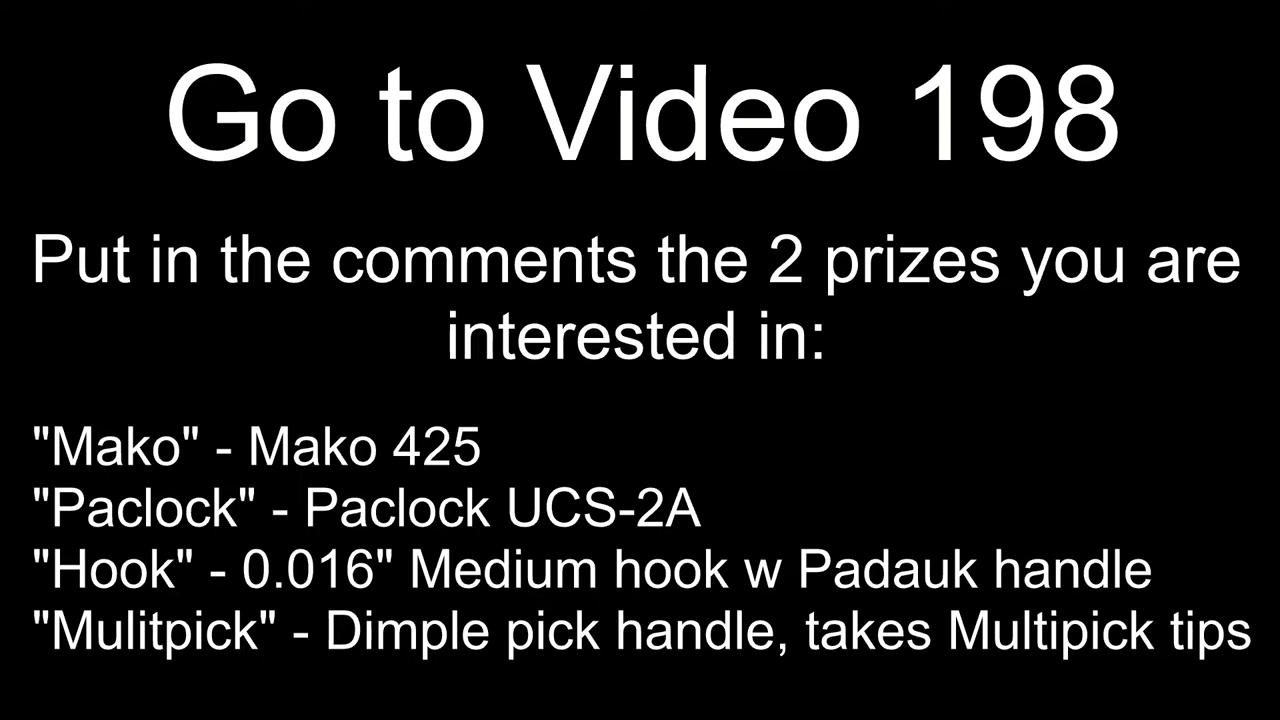 Go to Video 198
Put in the comments the 2 prizes you are
interested in:
"Mako" - Mako 425
"Paclock" - Paclock UCS-2A
"Hook" - 0.016" Medium hook w Padauk handle
"Mulitpick" - Dimple pick handle, takes Multipick tips